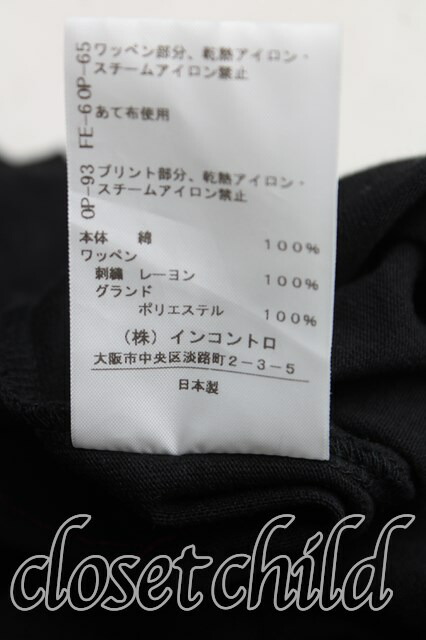 OP-93 FE-6OP-65
ワッペン部分、乾熱アイロン・
スチームアイロン禁止
あて布使用
プリント部分、乾熱アイロン・
スチームアイロン禁止
本体 綿 100%
ワッペン
刺繍 レーヨン 100%
グランド
ポリエステル 100%
(株) インコントロ
大阪市中央区淡路町2-3-5
日本製
closet child